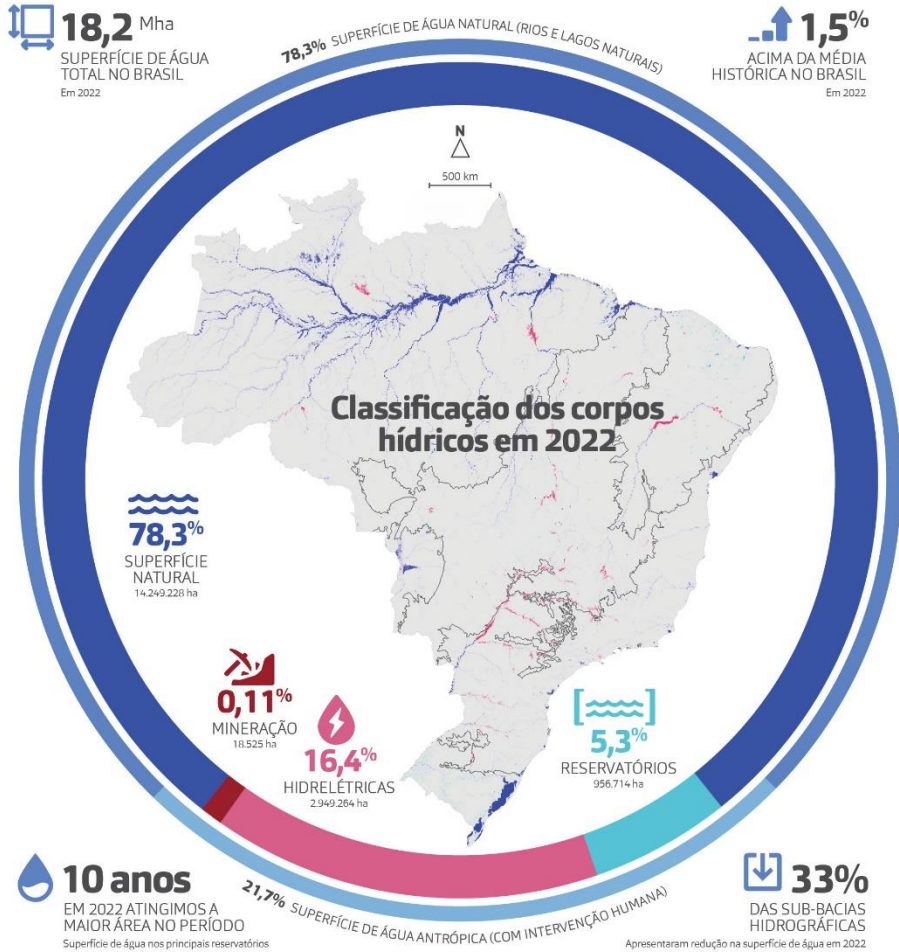 18,2 Mha
SUPERFÍCIE DE ÁGUA
TOTAL NO BRASIL
Em 2022
78,3% SUPERFÍCIE DE ÁGUA NATURAL (RIOS E LAGOS NATURAIS)
1,5%
ACIMA DA MÉDIA
HISTÓRICA NO BRASIL
Em 2022
N
500 km
Classificação dos corpos
hídricos em 2022
78,3%
SUPERFÍCIE
NATURAL
14.249.228 ha
0,11%
MINERAÇÃO
18.525 ha
16,4%
HIDRELÉTRICAS
2.949.264 ha
5,3%
RESERVATÓRIOS
956.714 ha
21,7% SUPERFÍCIE DE ÁGUA ANTRÓPICA (COM INTERVENÇÃO HUMANA)
10 anos
EM 2022 ATINGIMOS A
MAIOR ÁREA NO PERÍODO
Superfície de água nos principais reservatórios
33%
DAS SUB-BACIAS
HIDROGRÁFICAS
Apresentaram redução na superfície de água em 2022